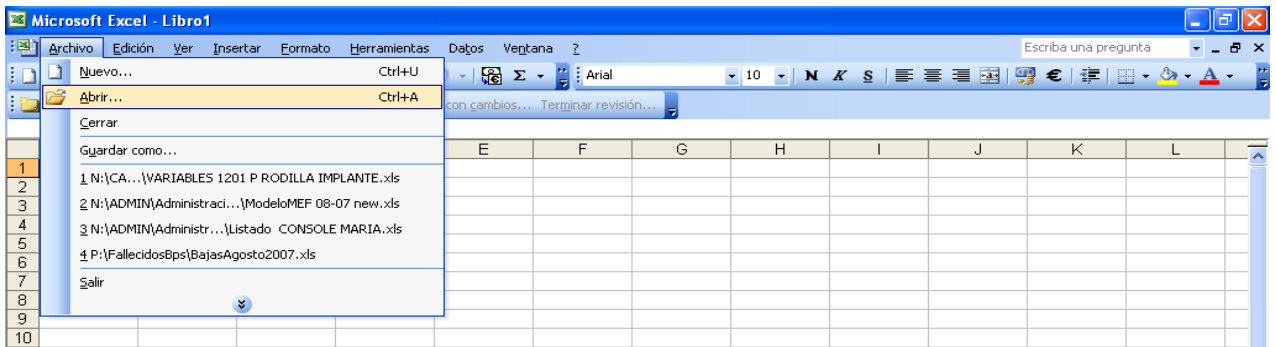 Microsoft Excel - Libro1
Archivo Edición Ver Insertar Formato Herramientas Datos Ventana ? Escriba una pregunta
Nuevo... Ctrl+U Σ Arial 10 N K S € A
Abrir... Ctrl+A con cambios... Terminar revisión...
Cerrar
Guardar como... E F G H I J K L
1 1 N:\CA...\VARIABLES 1201 P RODILLA IMPLANTE.xls
2 2 N:\ADMIN\Administraci...\ModeloMEF 08-07 new.xls
3
4 3 N:\ADMIN\Administr...\Listado CONSOLE MARIA.xls
5 4 P:\FallecidosBps\BajasAgosto2007.xls
6
7 Salir
8
9
10